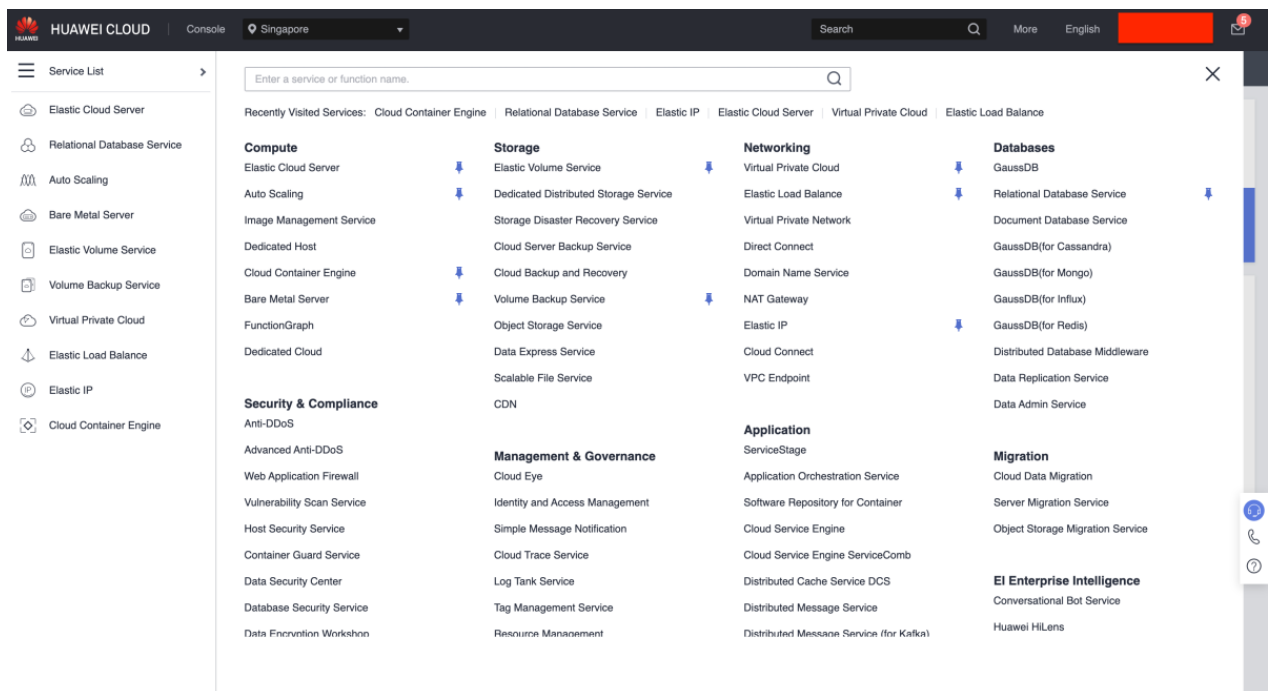 HUAWEI
HUAWEI CLOUD
Console
Singapore
Search
More
English
5
Service List
Elastic Cloud Server
Relational Database Service
Auto Scaling
Bare Metal Server
Elastic Volume Service
Volume Backup Service
Virtual Private Cloud
Elastic Load Balance
Elastic IP
Cloud Container Engine
Enter a service or function name.
Recently Visited Services: Cloud Container Engine Relational Database Service Elastic IP Elastic Cloud Server Virtual Private Cloud Elastic Load Balance
Compute
Elastic Cloud Server
Auto Scaling
Image Management Service
Dedicated Host
Cloud Container Engine
Bare Metal Server
FunctionGraph
Dedicated Cloud
Security & Compliance
Anti-DDoS
Advanced Anti-DDoS
Web Application Firewall
Vulnerability Scan Service
Host Security Service
Container Guard Service
Data Security Center
Database Security Service
Data Encryption Workshop
Storage
Elastic Volume Service
Dedicated Distributed Storage Service
Storage Disaster Recovery Service
Cloud Server Backup Service
Cloud Backup and Recovery
Volume Backup Service
Object Storage Service
Data Express Service
Scalable File Service
CDN
Management & Governance
Cloud Eye
Identity and Access Management
Simple Message Notification
Cloud Trace Service
Log Tank Service
Tag Management Service
Resource Management
Networking
Virtual Private Cloud
Elastic Load Balance
Virtual Private Network
Direct Connect
Domain Name Service
NAT Gateway
Elastic IP
Cloud Connect
VPC Endpoint
Application
ServiceStage
Application Orchestration Service
Software Repository for Container
Cloud Service Engine
Cloud Service Engine ServiceComb
Distributed Cache Service DCS
Distributed Message Service
Distributed Message Service (for Kafka)
Databases
GaussDB
Relational Database Service
Document Database Service
GaussDB(for Cassandra)
GaussDB(for Mongo)
GaussDB(for Influx)
GaussDB(for Redis)
Distributed Database Middleware
Data Replication Service
Data Admin Service
Migration
Cloud Data Migration
Server Migration Service
Object Storage Migration Service
EI Enterprise Intelligence
Conversational Bot Service
Huawei HiLens